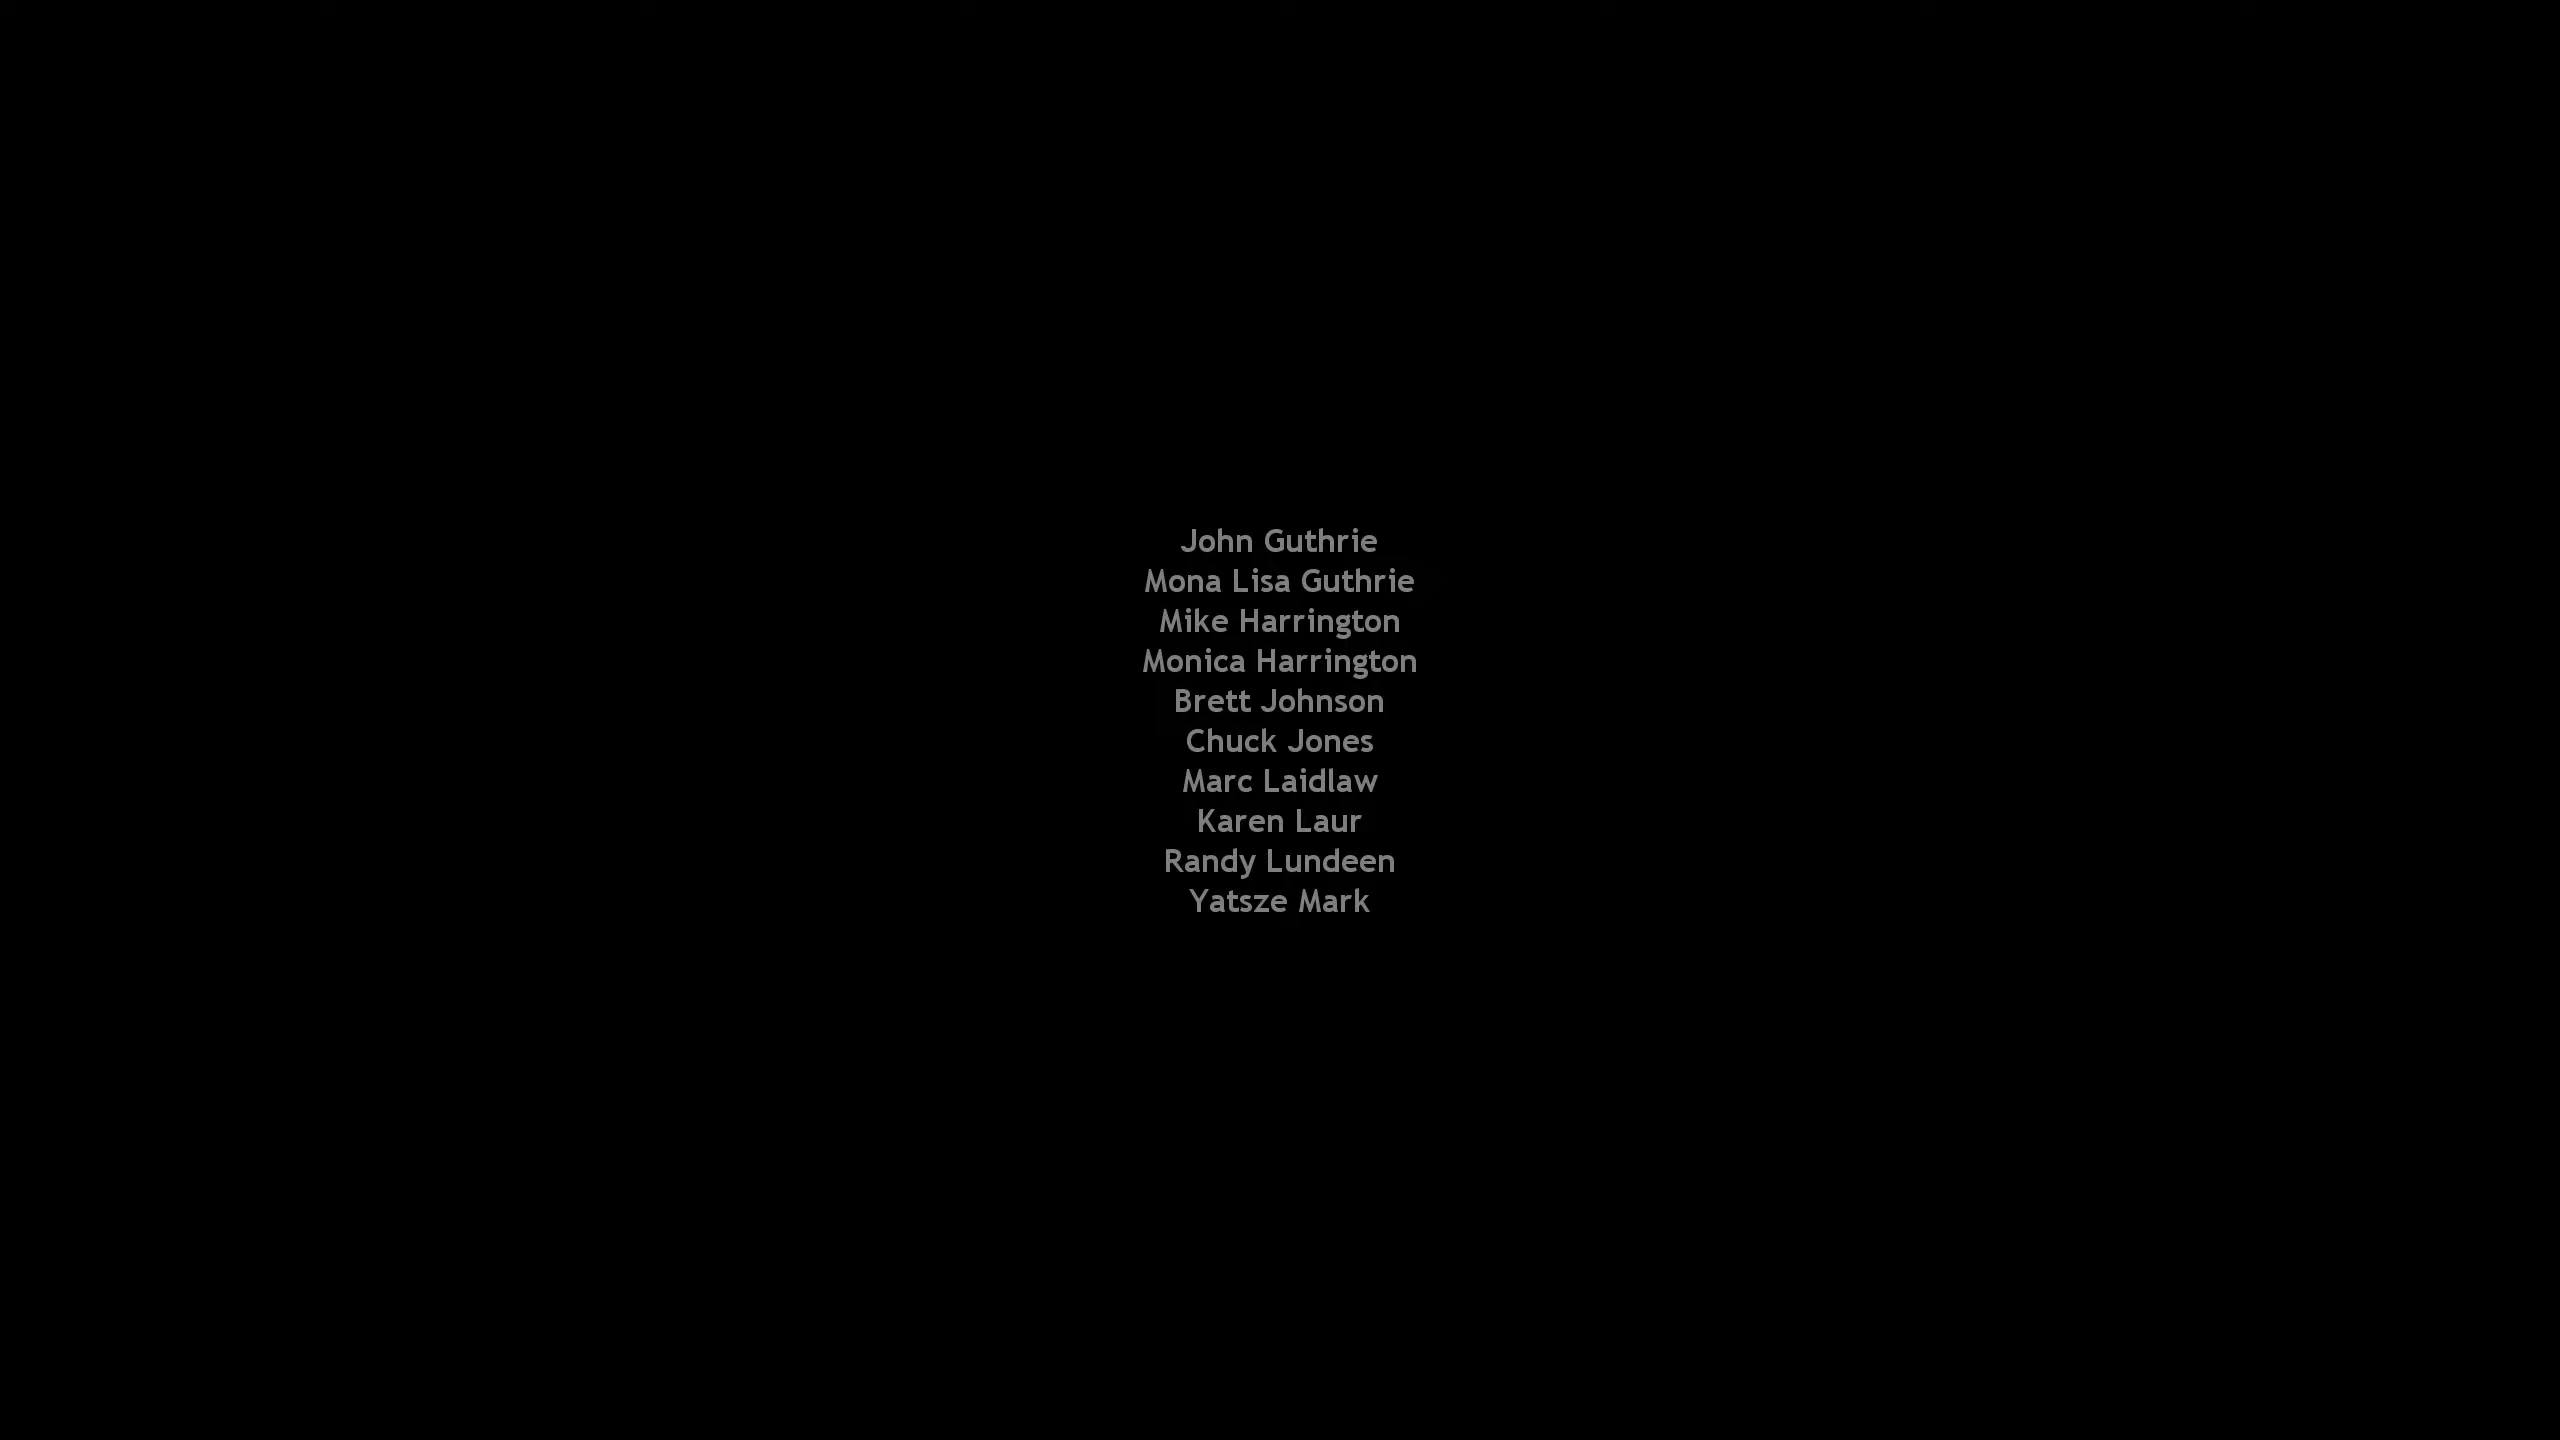 John Guthrie
Mona Lisa Guthrie
Mike Harrington
Monica Harrington
Brett Johnson
Chuck Jones
Marc Laidlaw
Karen Laur
Randy Lundeen
Yatsze Mark